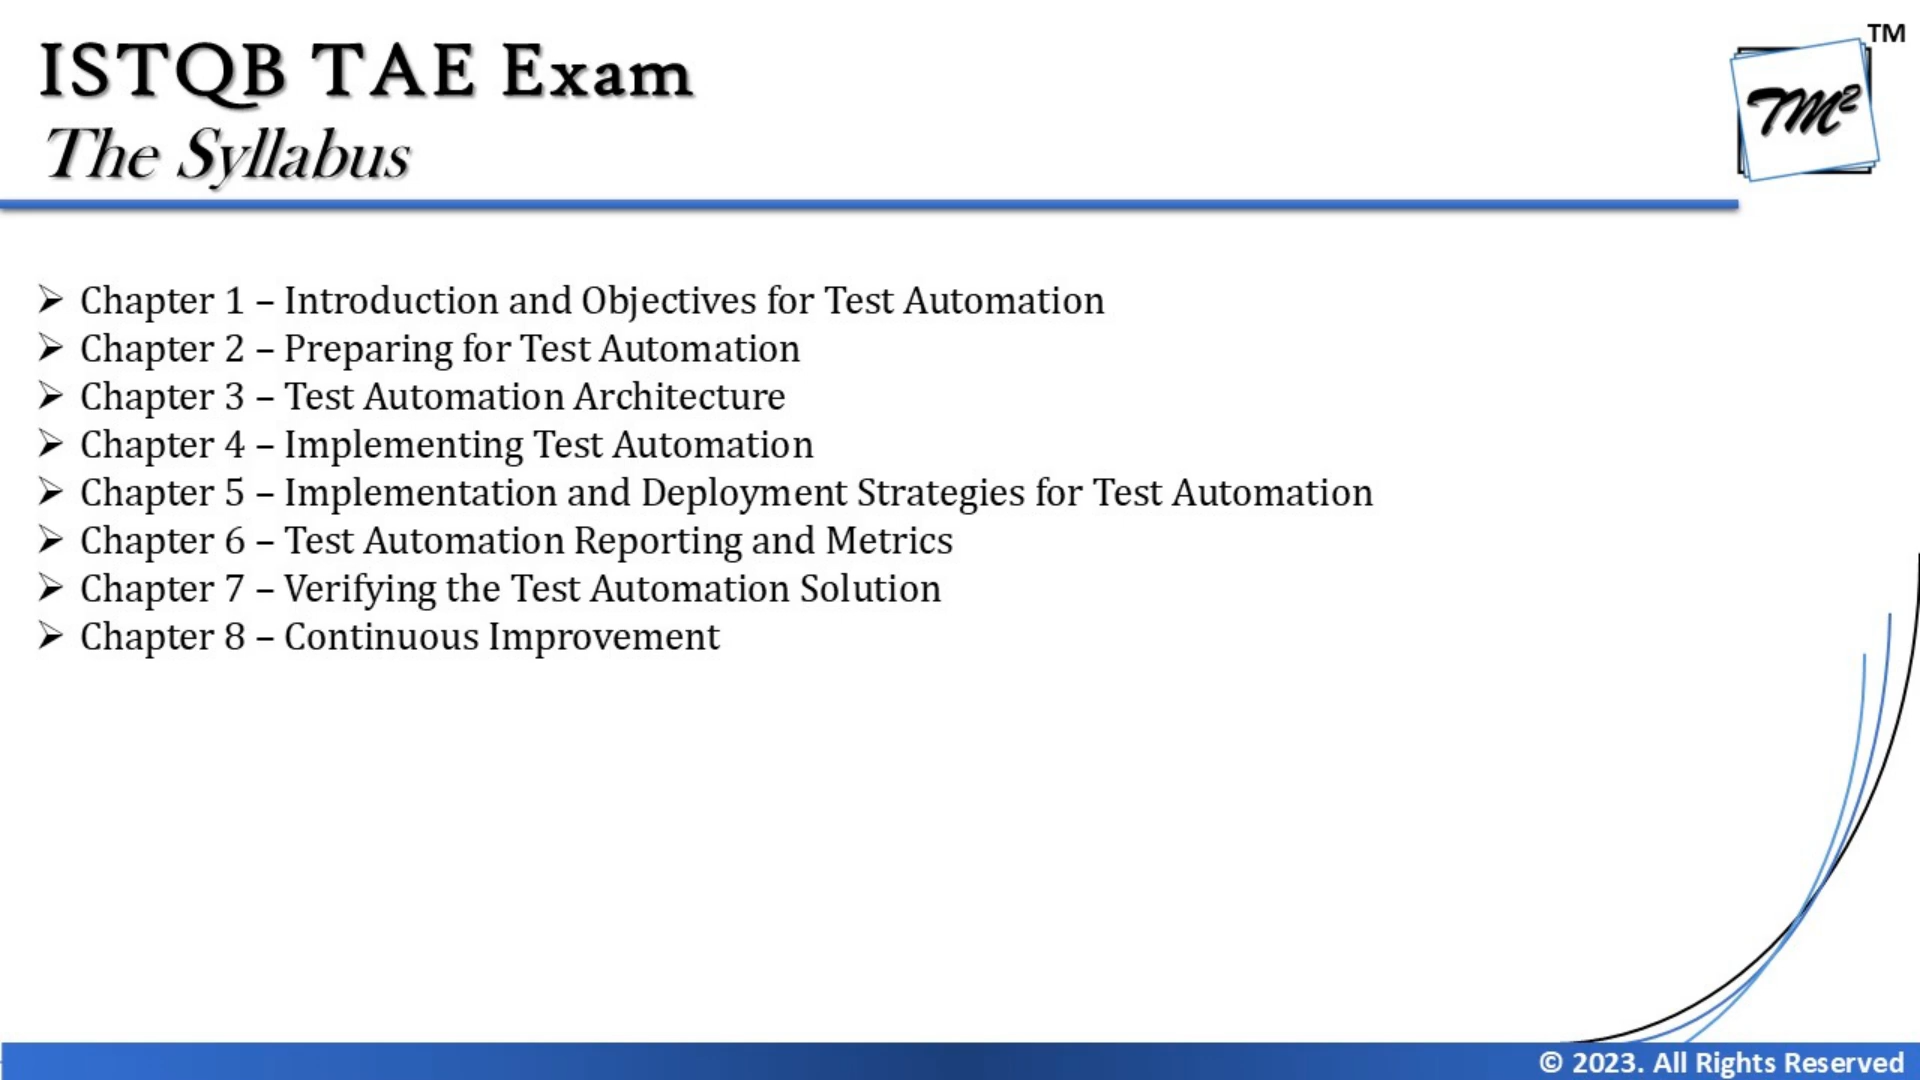 ISTQB TAE Exam
TM
The Syllabus
TM²
➢ Chapter 1 – Introduction and Objectives for Test Automation
➢ Chapter 2 – Preparing for Test Automation
➢ Chapter 3 – Test Automation Architecture
➢ Chapter 4 – Implementing Test Automation
➢ Chapter 5 – Implementation and Deployment Strategies for Test Automation
➢ Chapter 6 – Test Automation Reporting and Metrics
➢ Chapter 7 – Verifying the Test Automation Solution
➢ Chapter 8 – Continuous Improvement
© 2023. All Rights Reserved